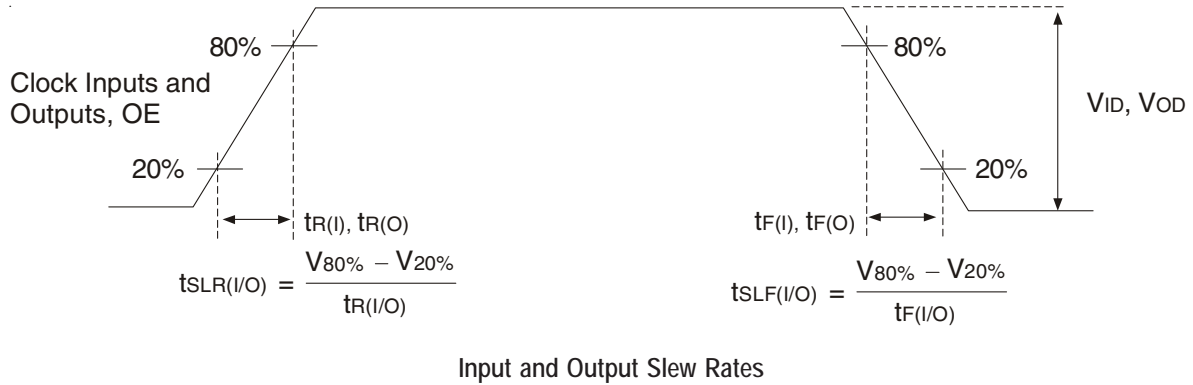 80%
80%
Clock Inputs and
Outputs, OE
VID, VOD
20%
20%
tR(I), tR(O)
tF(I), tF(O)
tSLR(I/O) = V80% – V20%
tR(I/O)
tSLF(I/O) = V80% – V20%
tF(I/O)
Input and Output Slew Rates